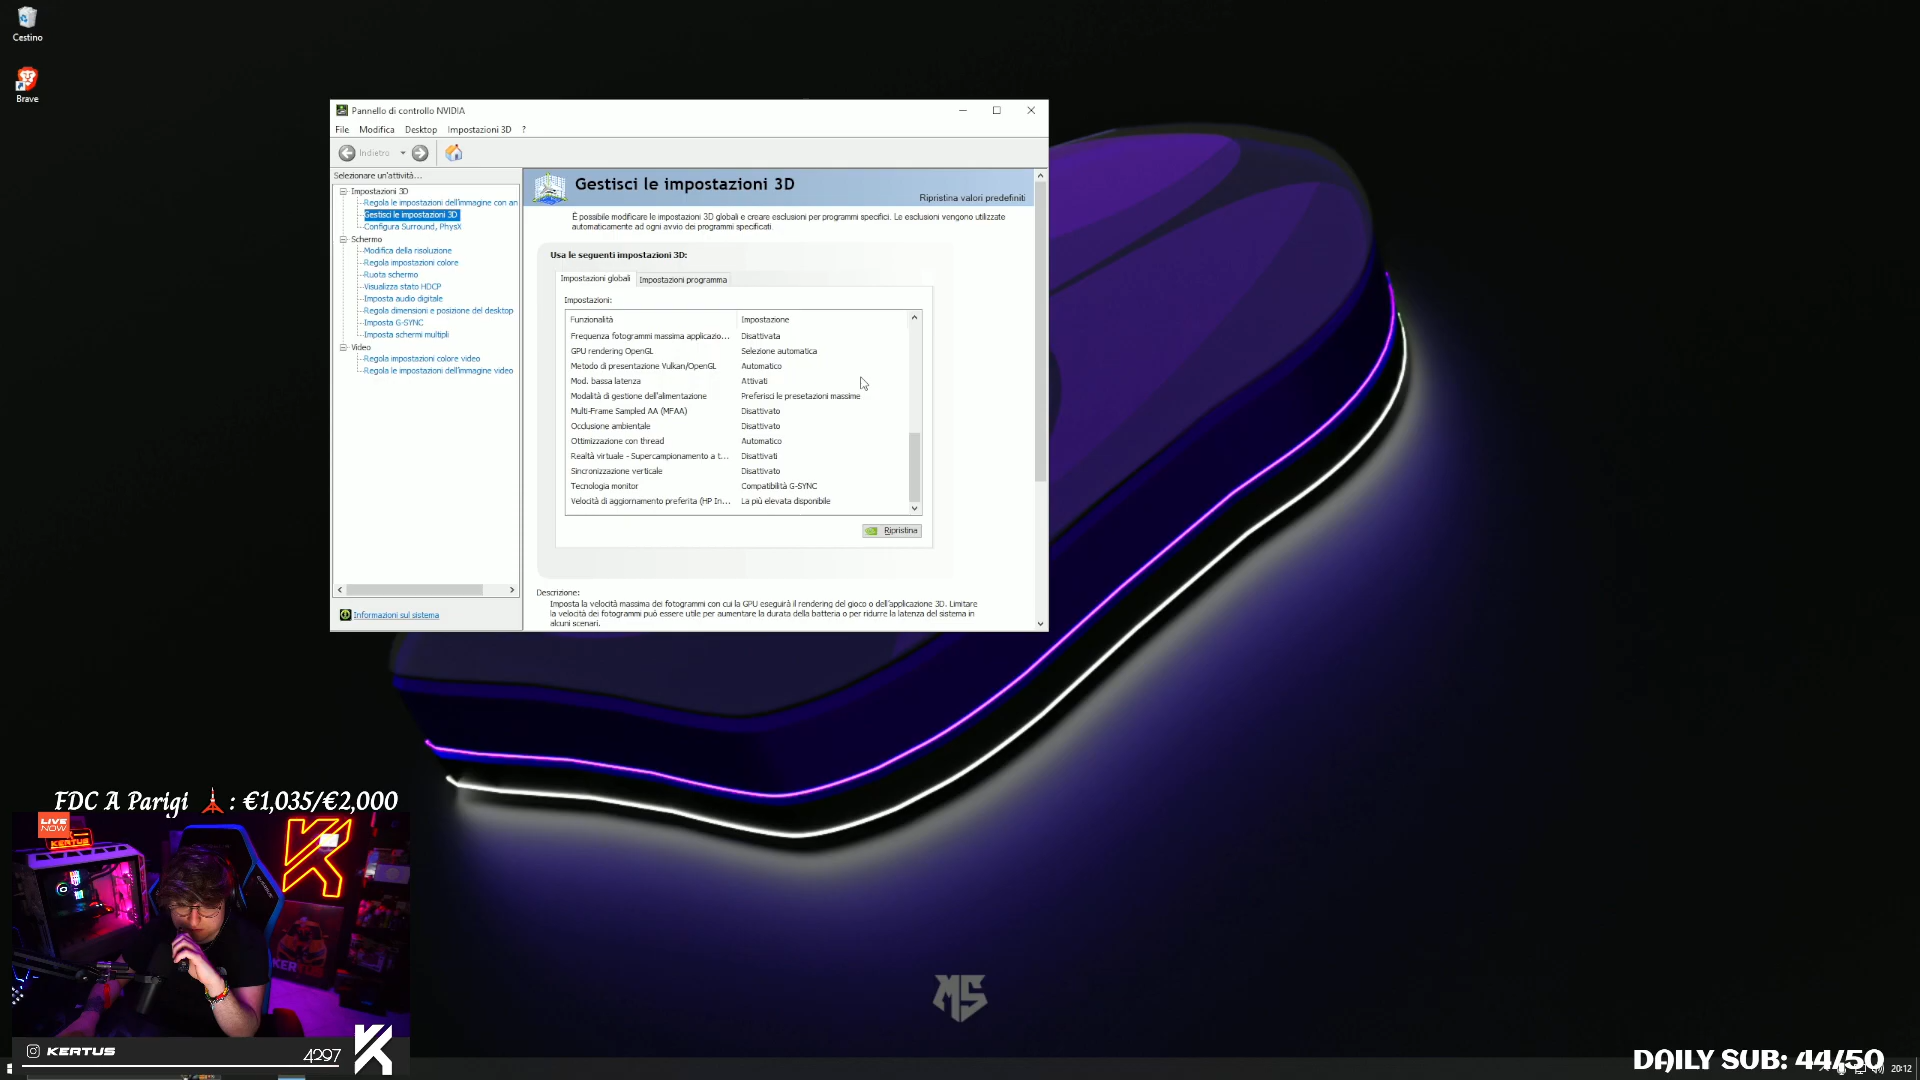 Cestino
Brave
Pannello di controllo NVIDIA
File Modifica Desktop Impostazioni 3D ?
Indietro
Selezionare un'attività...
Impostazioni 3D
Regola le impostazioni dell'immagine con an
Gestisci le impostazioni 3D
Configura Surround, PhysX
Schermo
Modifica della risoluzione
Regola impostazioni colore
Ruota schermo
Visualizza stato HDCP
Imposta audio digitale
Regola dimensioni e posizione del desktop
Imposta G-SYNC
Imposta schermi multipli
Video
Regola impostazioni colore video
Regola le impostazioni dell'immagine video
Informazioni sul sistema
Gestisci le impostazioni 3D
Ripristina valori predefiniti
È possibile modificare le impostazioni 3D globali e creare esclusioni per programmi specifici. Le esclusioni vengono utilizzate
automaticamente ad ogni avvio dei programmi specificati.
Usa le seguenti impostazioni 3D:
Impostazioni globali Impostazioni programma
Impostazioni:
Funzionalità Impostazione
Frequenza fotogrammi massima applicazio... Disattivata
GPU rendering OpenGL Selezione automatica
Metodo di presentazione Vulkan/OpenGL Automatico
Mod. bassa latenza Attivati
Modalità di gestione dell'alimentazione Preferisci le presetazioni massime
Multi-Frame Sampled AA (MFAA) Disattivato
Occlusione ambientale Disattivato
Ottimizzazione con thread Automatico
Realtà virtuale - Supercampionamento a t... Disattivati
Sincronizzazione verticale Disattivato
Tecnologia monitor Compatibilità G-SYNC
Velocità di aggiornamento preferita (HP In... La più elevata disponibile
Ripristina
Descrizione:
Imposta la velocità massima dei fotogrammi con cui la GPU eseguirà il rendering del gioco o dell'applicazione 3D. Limitare
la velocità dei fotogrammi può essere utile per aumentare la durata della batteria o per ridurre la latenza del sistema in
alcuni scenari.
FDC A Parigi : €1,035/€2,000
LIVE
NOW
KERTUS
K
KERTUS
KERTUS
4297
K
MS
DAILY SUB: 44/50
20:12